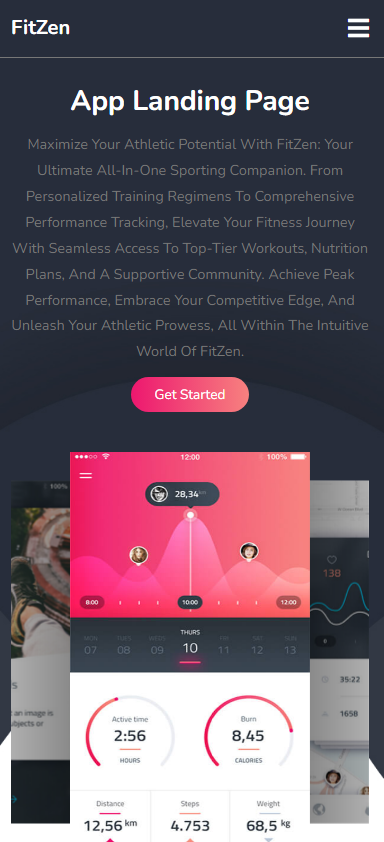 FitZen
App Landing Page
Maximize Your Athletic Potential With FitZen: Your
Ultimate All-In-One Sporting Companion. From
Personalized Training Regimens To Comprehensive
Performance Tracking, Elevate Your Fitness Journey
With Seamless Access To Top-Tier Workouts, Nutrition
Plans, And A Supportive Community. Achieve Peak
Performance, Embrace Your Competitive Edge, And
Unleash Your Athletic Prowess, All Within The Intuitive
World Of FitZen.
Get Started
12:00
100%
100%
28,34
138
8:00
10:00
12:00
6
MON TUES WED THURS FRI SAT SUN
07 08 09 10 11 12 13
35:22
1658
an image is
ubjects or
Active time
2:56
HOURS
Burn
8,45
CALORIES
Distance
12,56 km
Steps
4.753
Weight
68,5 kg